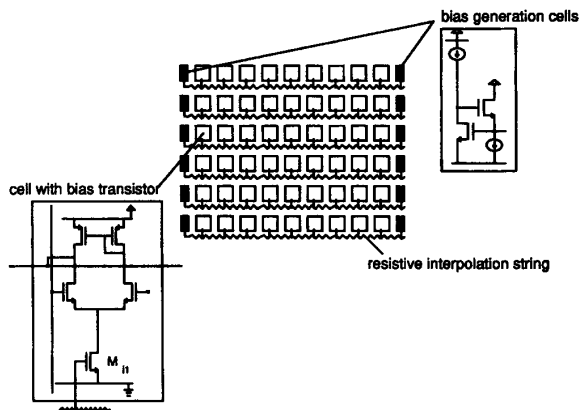 bias generation cells
cell with bias transistor
resistive interpolation string
M i1